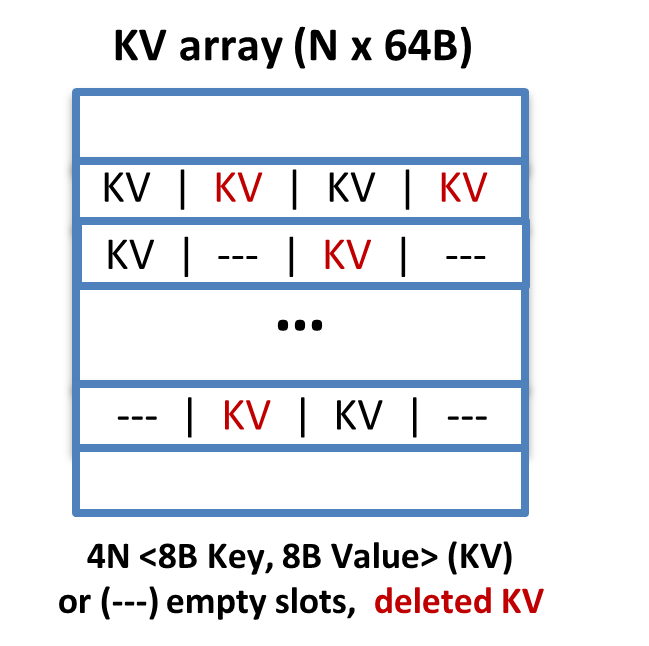 KV array (N x 64B)
KV | KV | KV | KV
KV | --- | KV | ---
...
--- | KV | KV | ---
4N <8B Key, 8B Value> (KV)
or (---) empty slots, deleted KV